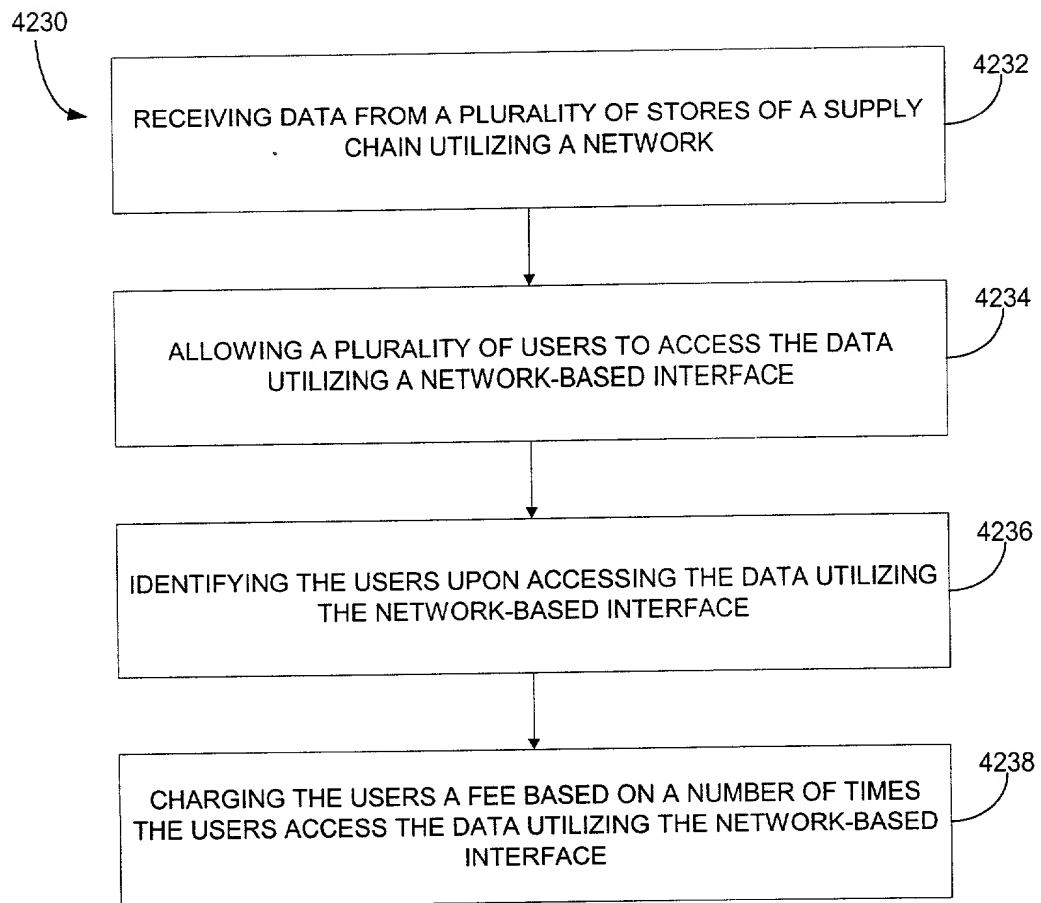 4230
4232
RECEIVING DATA FROM A PLURALITY OF STORES OF A SUPPLY
CHAIN UTILIZING A NETWORK
4234
ALLOWING A PLURALITY OF USERS TO ACCESS THE DATA
UTILIZING A NETWORK-BASED INTERFACE
4236
IDENTIFYING THE USERS UPON ACCESSING THE DATA UTILIZING
THE NETWORK-BASED INTERFACE
4238
CHARGING THE USERS A FEE BASED ON A NUMBER OF TIMES
THE USERS ACCESS THE DATA UTILIZING THE NETWORK-BASED
INTERFACE